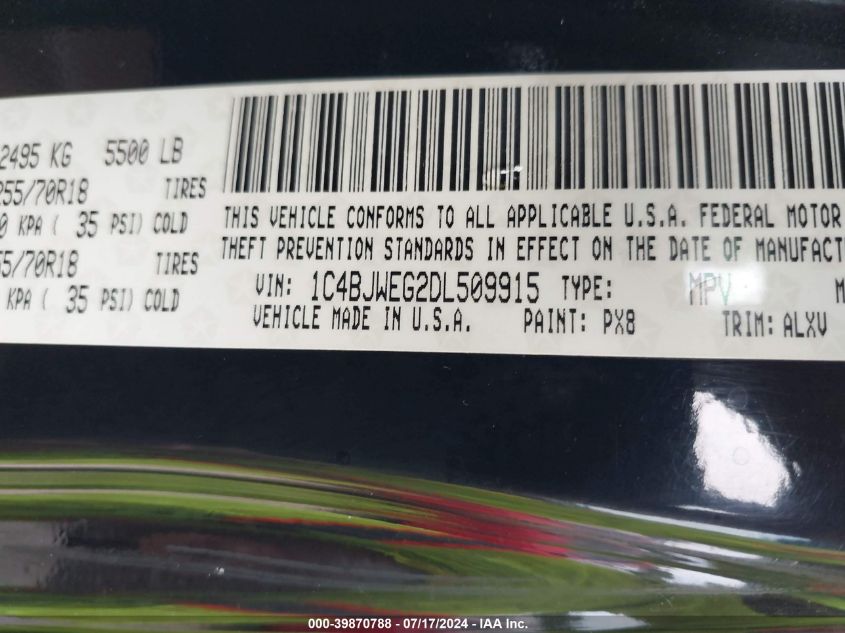 2495 KG 5500 LB
255/70R18 TIRES
0 KPA ( 35 PSI) COLD
55/70R18 TIRES
KPA ( 35 PSI) COLD
THIS VEHICLE CONFORMS TO ALL APPLICABLE U.S.A. FEDERAL MOTOR
THEFT PREVENTION STANDARDS IN EFFECT ON THE DATE OF MANUFACT
VIN: 1C4BJWEG2DL509915 TYPE: MPV M
VEHICLE MADE IN U.S.A. PAINT: PX8 TRIM: ALXV
000-39870788 - 07/17/2024 - IAA Inc.